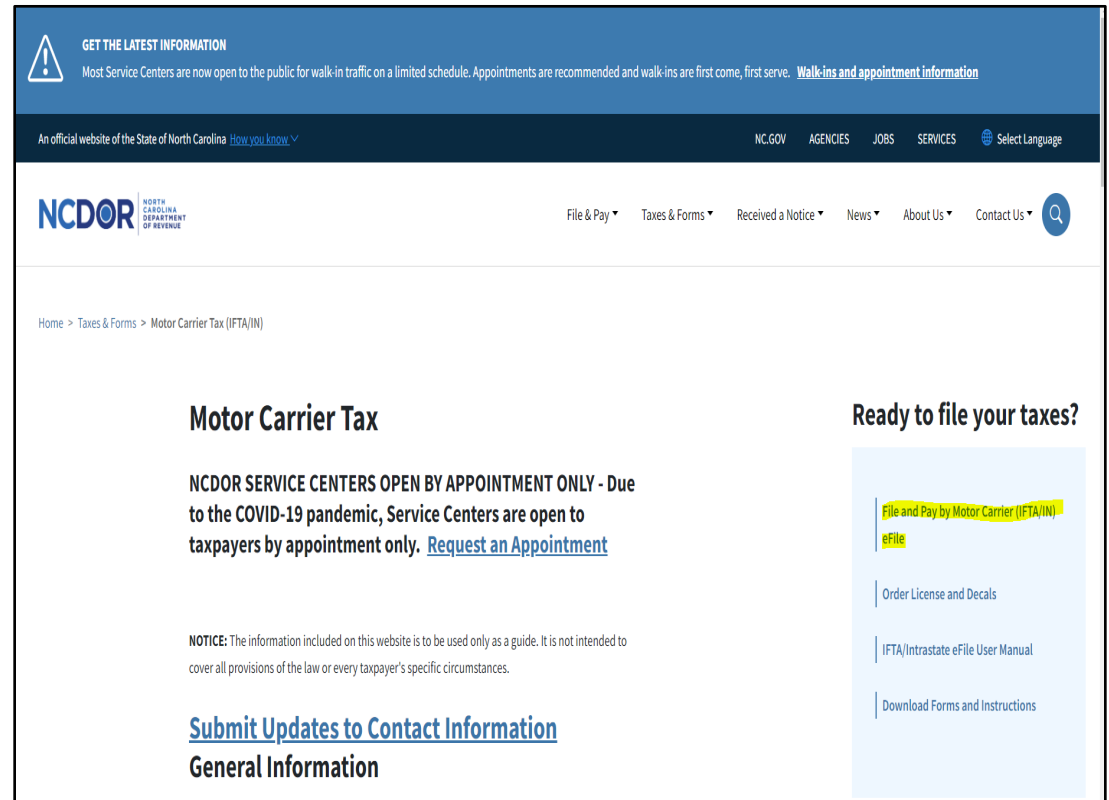 GET THE LATEST INFORMATION
Most Service Centers are now open to the public for walk-in traffic on a limited schedule. Appointments are recommended and walk-ins are first come, first serve. Walk-ins and appointment information
An official website of the State of North Carolina How you know
NC.GOV AGENCIES JOBS SERVICES Select Language
NCDOR NORTH
CAROLINA
DEPARTMENT
OF REVENUE
File & Pay Taxes & Forms Received a Notice News About Us Contact Us
Home > Taxes & Forms > Motor Carrier Tax (IFTA/IN)
Motor Carrier Tax
NCDOR SERVICE CENTERS OPEN BY APPOINTMENT ONLY - Due
to the COVID-19 pandemic, Service Centers are open to
taxpayers by appointment only. Request an Appointment
NOTICE: The information included on this website is to be used only as a guide. It is not intended to
cover all provisions of the law or every taxpayer's specific circumstances.
Submit Updates to Contact Information
General Information
Ready to file your taxes?
File and Pay by Motor Carrier (IFTA/IN)
eFile
Order License and Decals
IFTA/Intrastate eFile User Manual
Download Forms and Instructions